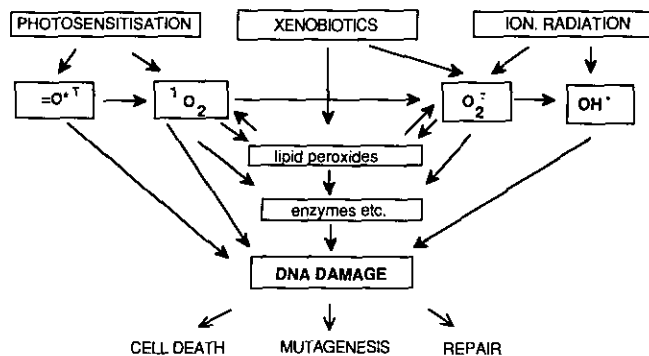 PHOTOSENSITISATION XENOBIOTICS ION. RADIATION
=O* T ¹O₂ O₂⁻̇ OH˙
lipid peroxides
enzymes etc.
DNA DAMAGE
CELL DEATH MUTAGENESIS REPAIR